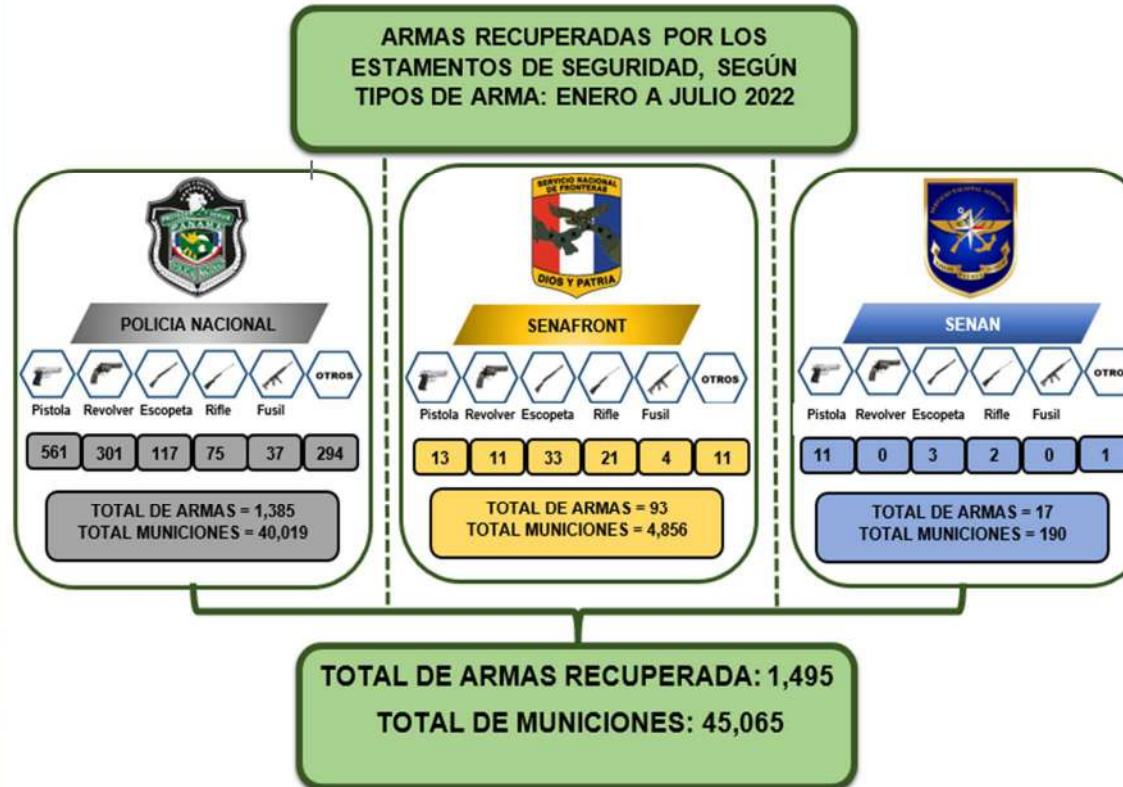 ARMAS RECUPERADAS POR LOS
ESTAMENTOS DE SEGURIDAD, SEGÚN
TIPOS DE ARMA: ENERO A JULIO 2022
PANAMÁ
POLICIA NACIONAL
OTROS
Pistola Revolver Escopeta Rifle Fusil
561 301 117 75 37 294
TOTAL DE ARMAS = 1,385
TOTAL MUNICIONES = 40,019
SERVICIO NACIONAL
DE FRONTERAS
DIOS Y PATRIA
SENAFRONT
OTROS
Pistola Revolver Escopeta Rifle Fusil
13 11 33 21 4 11
TOTAL DE ARMAS = 93
TOTAL MUNICIONES = 4,856
SENAN
OTRO
Pistola Revolver Escopeta Rifle Fusil
11 0 3 2 0 1
TOTAL DE ARMAS = 17
TOTAL MUNICIONES = 190
TOTAL DE ARMAS RECUPERADA: 1,495
TOTAL DE MUNICIONES: 45,065